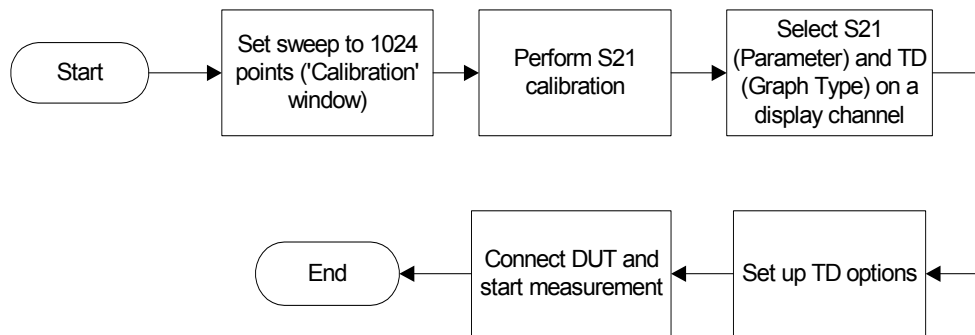 Start
Set sweep to 1024
points ('Calibration'
window)
Perform S21
calibration
Select S21
(Parameter) and TD
(Graph Type) on a
display channel
Set up TD options
Connect DUT and
start measurement
End